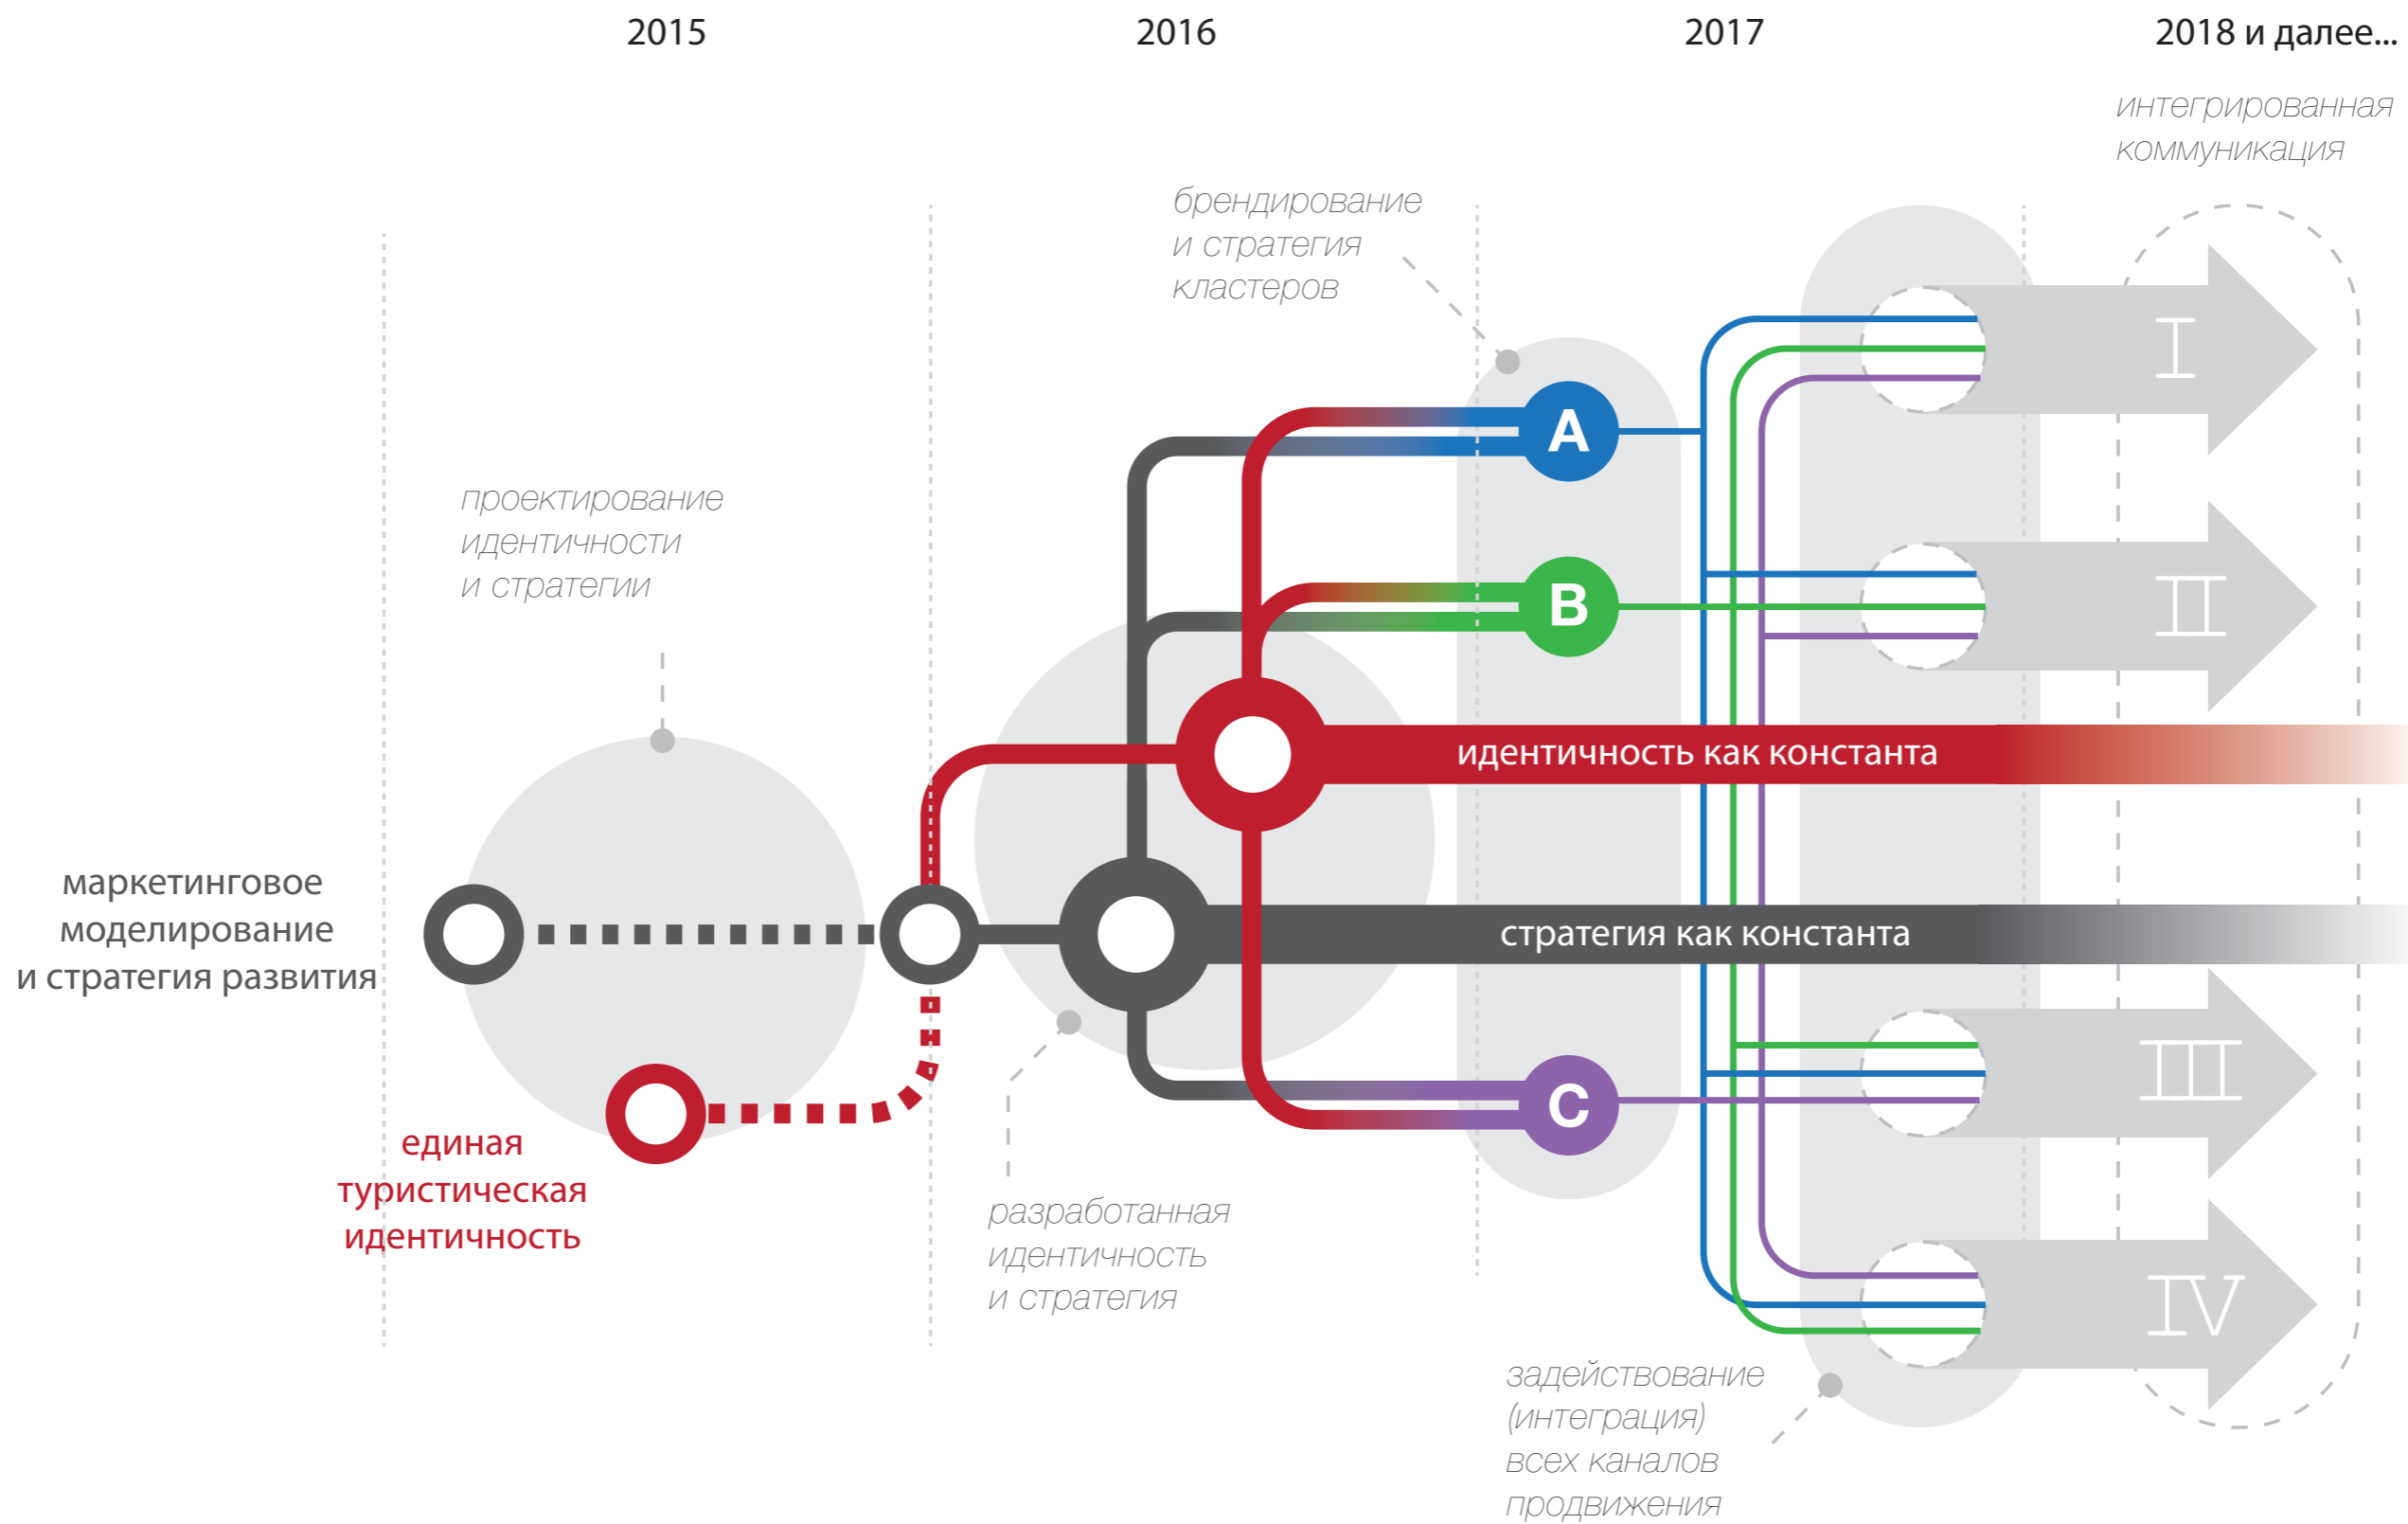 2015
2016
2017
2018 и далее...
интегрированная
коммуникация
брендирование
и стратегия
кластеров
проектирование
идентичности
и стратегии
A
B
C
I
II
III
IV
идентичность как константа
стратегия как константа
маркетинговое
моделирование
и стратегия развития
единая
туристическая
идентичность
разработанная
идентичность
и стратегия
задействование
(интеграция)
всех каналов
продвижения